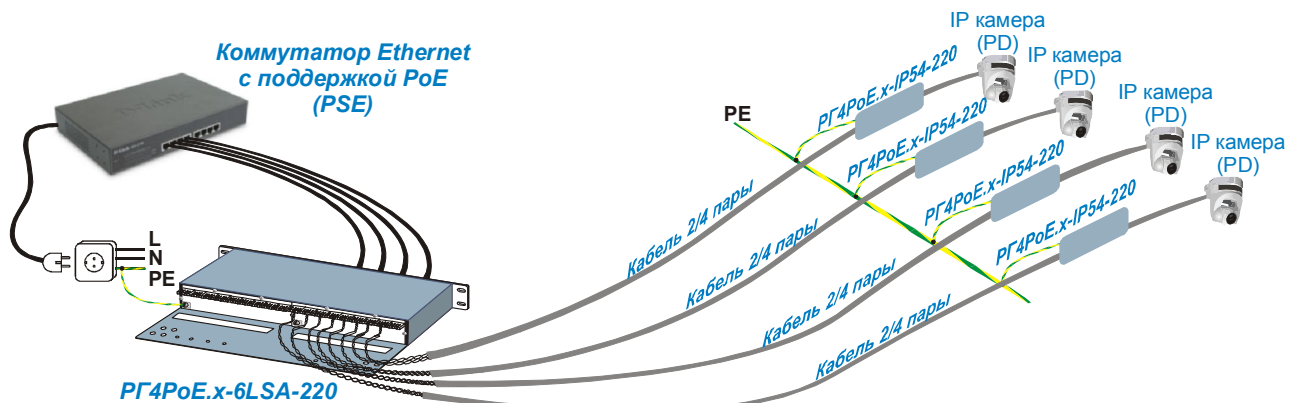 Коммутатор Ethernet
с поддержкой PoE
(PSE)
D-Link
L
N
PE
РГ4PoE.x-6LSA-220
PE
IP камера
(PD)
IP камера
(PD)
IP камера
(PD)
IP камера
(PD)
РГ4PoE.x-IP54-220
РГ4PoE.x-IP54-220
РГ4PoE.x-IP54-220
РГ4PoE.x-IP54-220
Кабель 2/4 пары
Кабель 2/4 пары
Кабель 2/4 пары
Кабель 2/4 пары